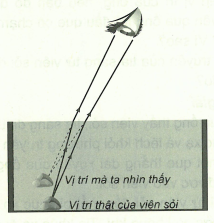 Vị trí mà ta nhìn thấy
Vị trí thật của viên sỏi